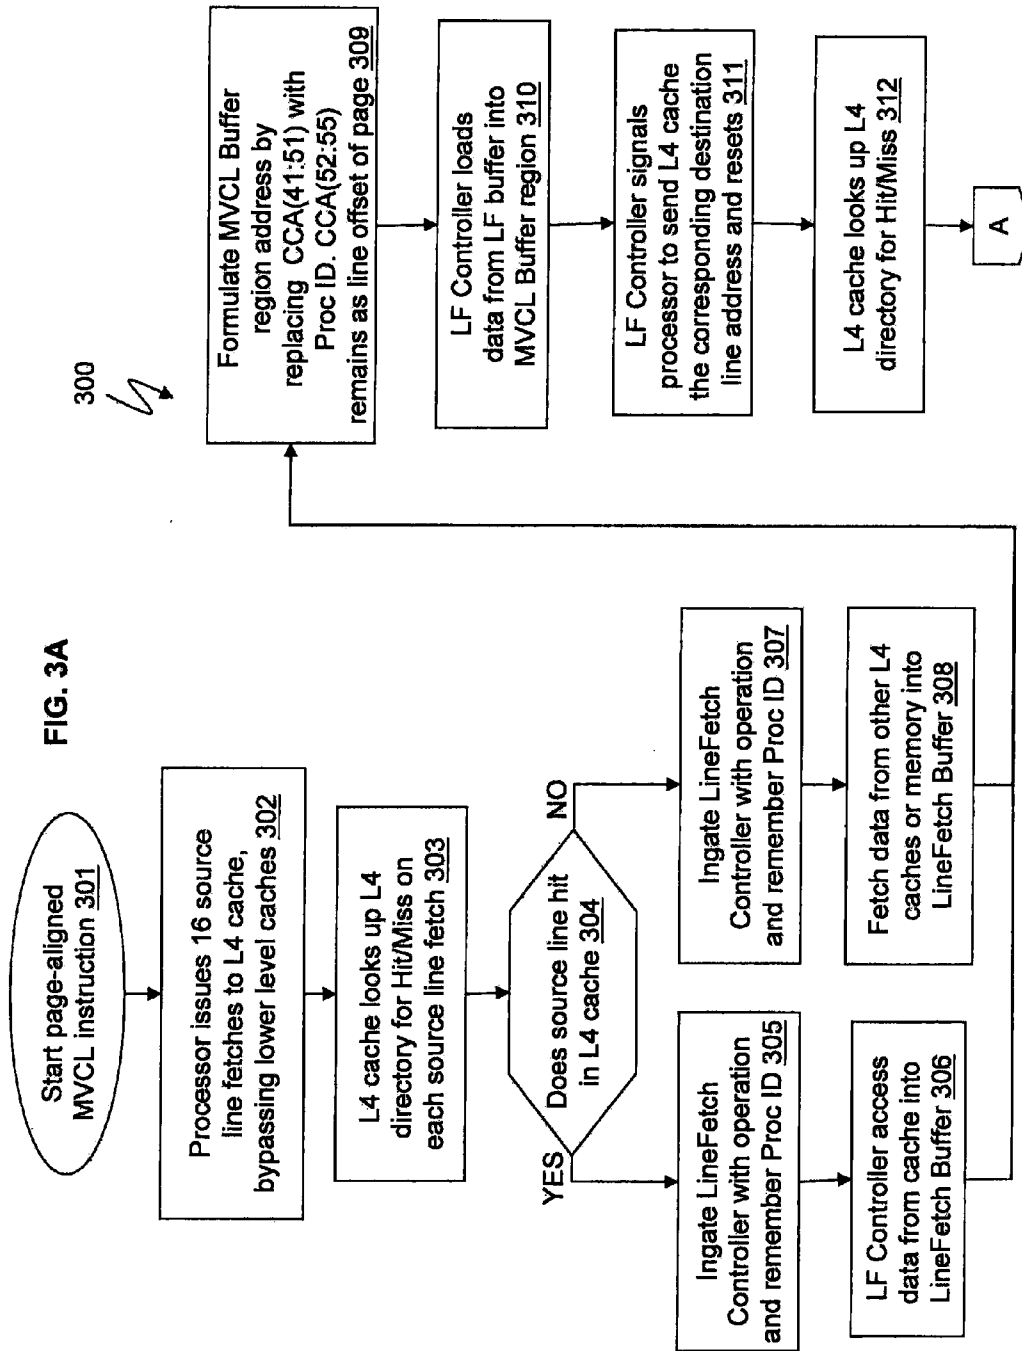 FIG. 3A
300
Start page-aligned
MVCL instruction 301
Processor issues 16 source
line fetches to L4 cache,
bypassing lower level caches 302
L4 cache looks up L4
directory for Hit/Miss on
each source line fetch 303
Does source line hit
in L4 cache 304
YES
NO
Ingate LineFetch
Controller with operation
and remember Proc ID 305
LF Controller access
data from cache into
LineFetch Buffer 306
Ingate LineFetch
Controller with operation
and remember Proc ID 307
Fetch data from other L4
caches or memory into
LineFetch Buffer 308
Formulate MVCL Buffer
region address by
replacing CCA(41:51) with
Proc ID. CCA(52:55)
remains as line offset of page 309
LF Controller loads
data from LF buffer into
MVCL Buffer region 310
LF Controller signals
processor to send L4 cache
the corresponding destination
line address and resets 311
L4 cache looks up L4
directory for Hit/Miss 312
A